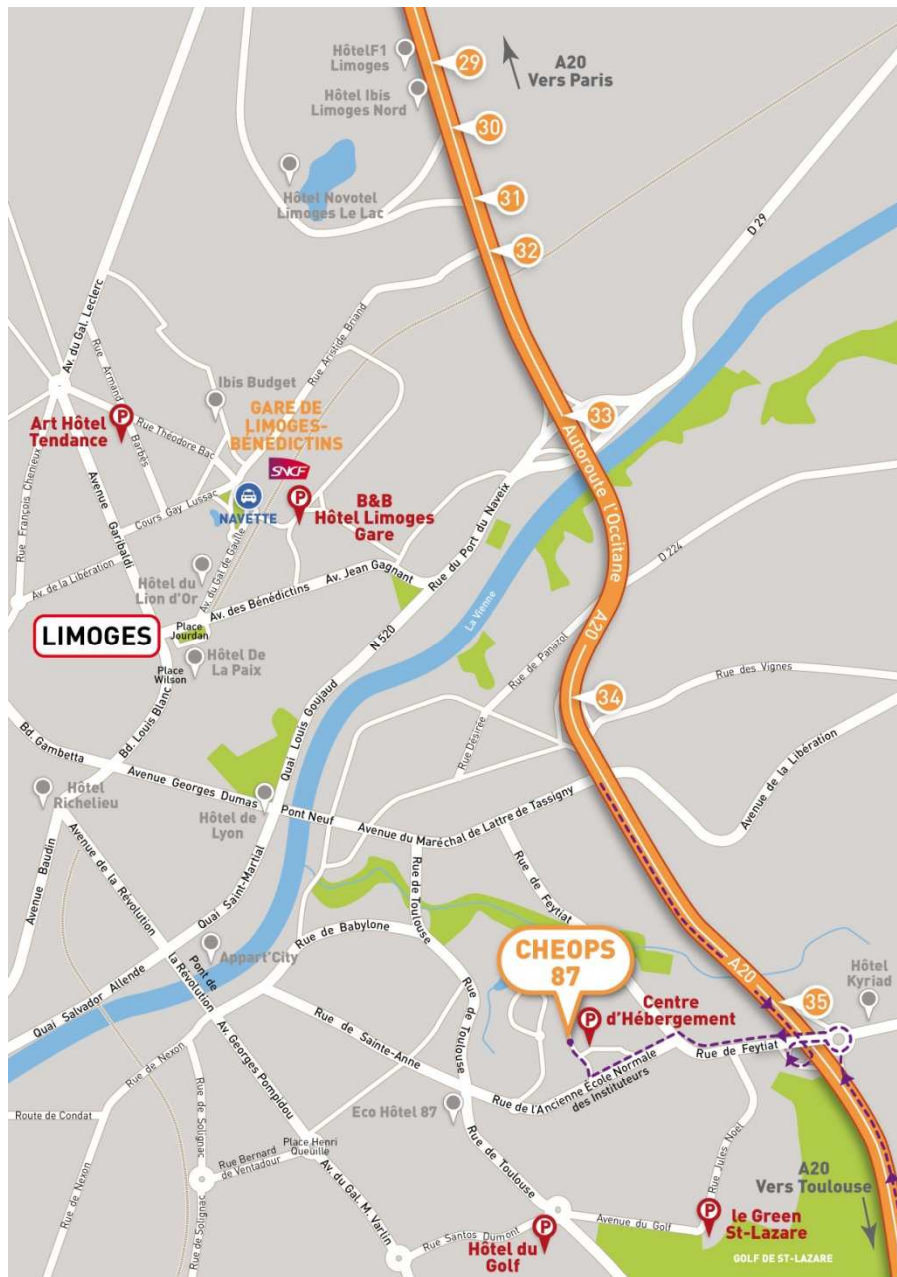 HôtelF1
Limoges
29
A20
Vers Paris
Hôtel Ibis
Limoges Nord
30
Hôtel Novotel
Limoges Le Lac
31
32
D 29
Av. du Gal. Leclerc
Rue Armand
Barbès
Rue Aristide Briand
Ibis Budget
GARE DE
LIMOGES-
BÉNÉDICTINS
SNCF
33
P
Art Hôtel
Tendance
Rue Théodore Bac
Autoroute l'Occitane
A20
Rue François Chenieux
Avenue Garibaldi
Cours Gay Lussac
NAVETTE
P
B&B
Hôtel Limoges
Gare
Rue du Port du Naveix
D 224
Av. de la Libération
Hôtel du
Lion d'Or
Av. du Gal de Gaulle
Av. Jean Gagnant
Av. des Bénédictins
La Vienne
LIMOGES
Place
Jourdan
N 520
Hôtel De
La Paix
Place
Wilson
Rue de Panazol
Rue des Vignes
34
Bd. Gambetta
Bd. Louis Blanc
Quai Louis Goujaud
Rue Désirée
Avenue de la Libération
Hôtel
Richelieu
Avenue Georges Dumas
Hôtel de
Lyon
Pont Neuf
Avenue du Maréchal de Lattre de Tassigny
Avenue Baudin
Avenue de la Révolution
Quai Saint-Martial
Rue de Toulouse
Rue de Feytiat
Rue de Babylone
Appart'City
Quai Salvador Allende
Pont de
la Révolution
CHEOPS
87
A20
35
Hôtel
Kyriad
P
Centre
d'Hébergement
Rue de Toulouse
Rue de Feytiat
Rue de Nexon
Av. Georges Pompidou
Rue de Sainte-Anne
Rue de l'Ancienne École Normale
des Instituteurs
Route de Condat
Rue de Solignac
Eco Hôtel 87
Rue Jules Noel
Place Henri
Queuille
Rue Bernard
de Ventadour
Rue de Toulouse
A20
Vers Toulouse
Rue de Nexon
Rue de Solignac
Av. du Gal. M. Varlin
P
le Green
St-Lazare
Avenue du Golf
Rue Santos Dumont
P
Hôtel du
Golf
GOLF DE ST-LAZARE